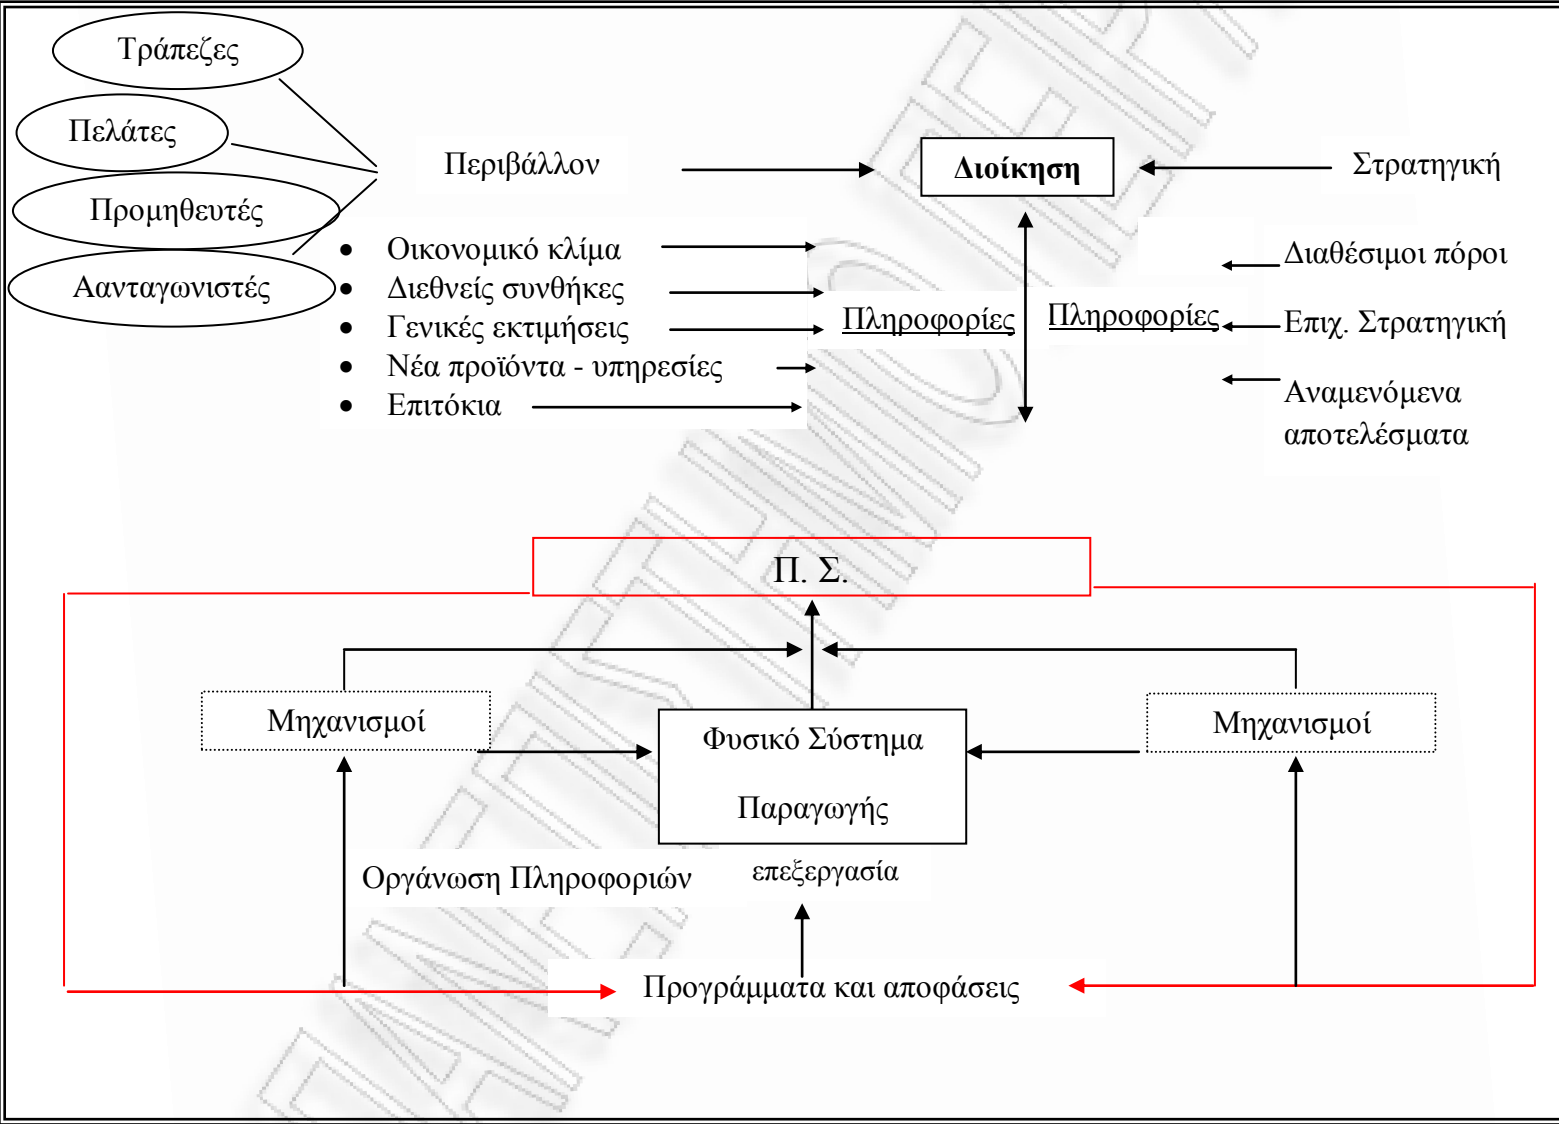 Τράπεζες
Πελάτες
Προμηθευτές
Αανταγωνιστές
Περιβάλλον
Διοίκηση
Στρατηγική
• Οικονομικό κλίμα
• Διεθνείς συνθήκες
• Γενικές εκτιμήσεις
• Νέα προϊόντα - υπηρεσίες
• Επιτόκια
Πληροφορίες
Πληροφορίες
Διαθέσιμοι πόροι
Επιχ. Στρατηγική
Αναμενόμενα
αποτελέσματα
Π. Σ.
Μηχανισμοί
Φυσικό Σύστημα
Παραγωγής
Μηχανισμοί
Οργάνωση Πληροφοριών
επεξεργασία
Προγράμματα και αποφάσεις